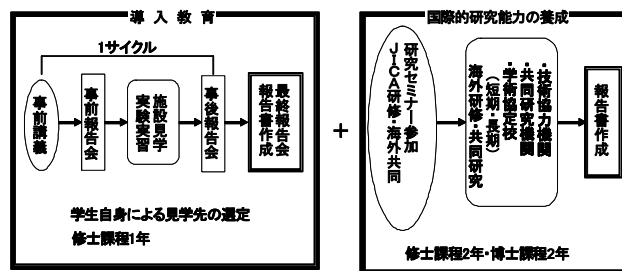 導入教育
1サイクル
事前講義
事前報告会
施設見学
実験実習
事後報告会
最終報告会
報告書作成
学生自身による見学先の選定
修士課程1年
+
国際的研究能力の養成
研究セミナー参加
JICA研修・海外共同
・技術協力機関
・共同研究機関
・学術協定校
(短期・長期)
海外研修・共同研究
報告書作成
修士課程2年・博士課程2年